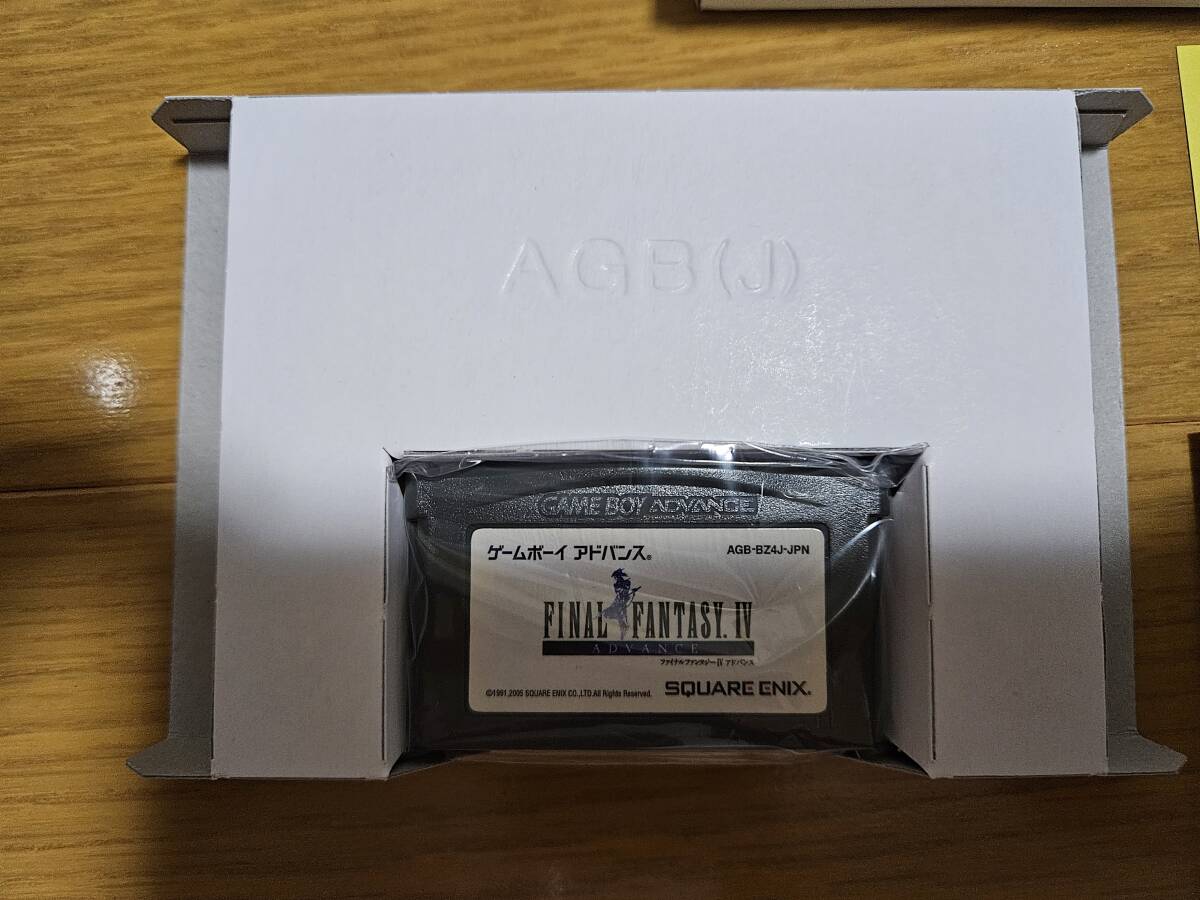 AGB(J)
GAME BOY ADVANCE
ゲームボーイ アドバンス®
AGB-BZ4J-JPN
FINAL FANTASY. IV
ADVANCE
ファイナルファンタジーIV アドバンス
©1991,2005 SQUARE ENIX CO.,LTD.All Rights Reserved.
SQUARE ENIX.